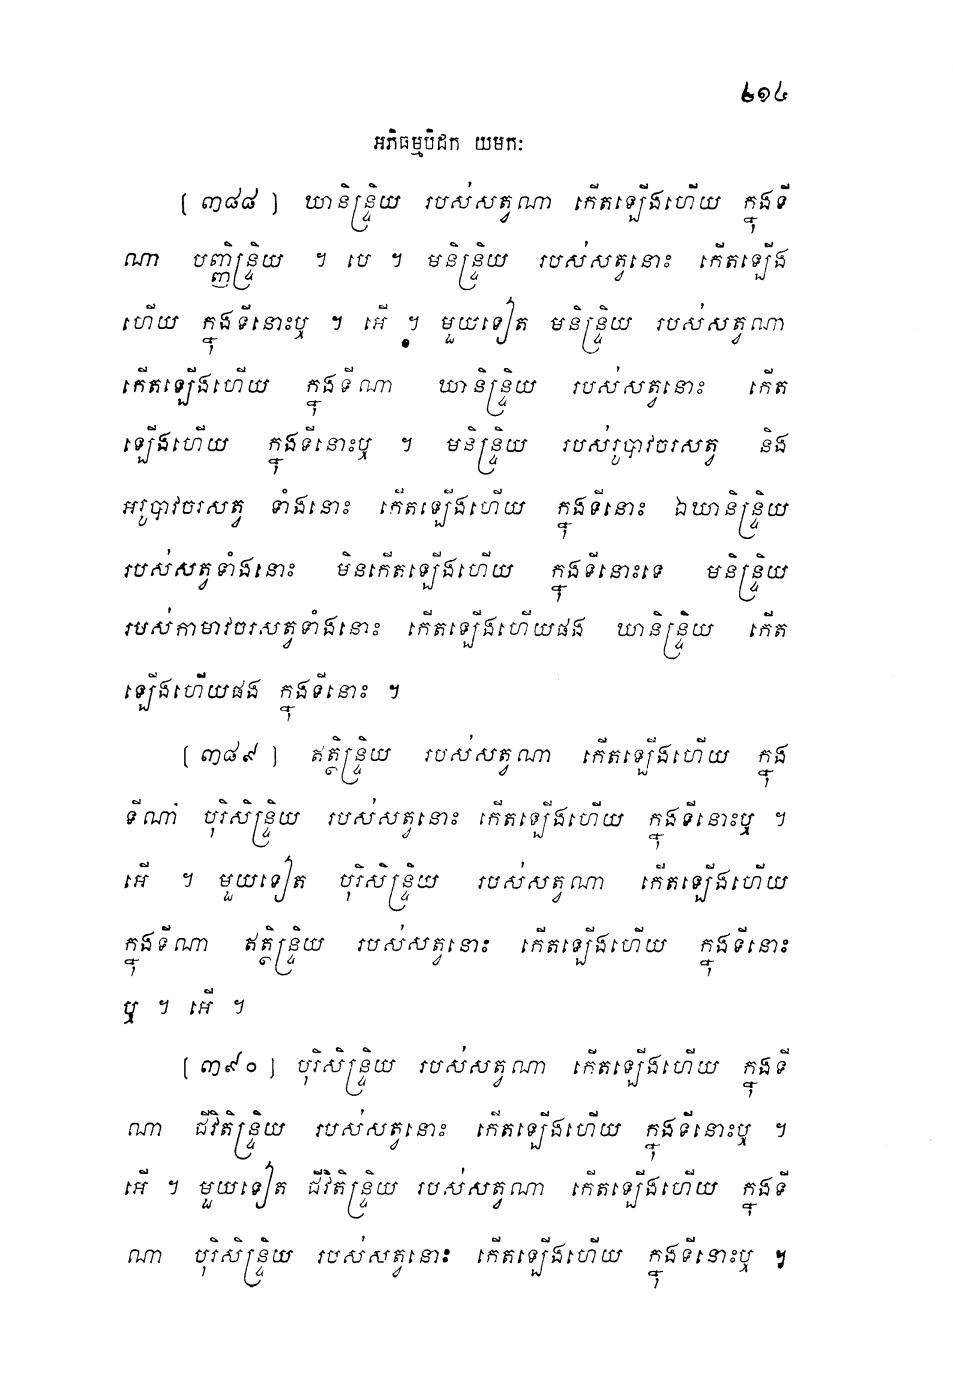 ២១៤
អភិធម្មបិដក យមកៈ
[ ៣៨៨ ] ឃានិន្ទ្រិយ របស់សត្វណា កើតឡើងហើយ ក្នុងទី
ណា បញ្ញិន្ទ្រិយ ។ បេ ។ មនិន្ទ្រិយ របស់សត្វនោះ កើតឡើង
ហើយ ក្នុងទីនោះឬ ។ អើ ។ មួយទៀត មនិន្ទ្រិយ របស់សត្វណា
កើតឡើងហើយ ក្នុងទីណា ឃានិន្ទ្រិយ របស់សត្វនោះ កើត
ឡើងហើយ ក្នុងទីនោះឬ ។ មនិន្ទ្រិយ របស់រូបាវចរសត្វ និង
អរូបាវចរសត្វ ទាំងនោះ កើតឡើងហើយ ក្នុងទីនោះ ឯឃានិន្ទ្រិយ
របស់សត្វទាំងនោះ មិនកើតឡើងហើយ ក្នុងទីនោះទេ មនិន្ទ្រិយ
របស់កាមាវចរសត្វទាំងនោះ កើតឡើងហើយផង ឃានិន្ទ្រិយ កើត
ឡើងហើយផង ក្នុងទីនោះ ។
[ ៣៨៩ ] ឥត្ថិន្ទ្រិយ របស់សត្វណា កើតឡើងហើយ ក្នុង
ទីណា បុរិសិន្ទ្រិយ របស់សត្វនោះ កើតឡើងហើយ ក្នុងទីនោះឬ ។
អើ ។ មួយទៀត បុរិសិន្ទ្រិយ របស់សត្វណា កើតឡើងហើយ
ក្នុងទីណា ឥត្ថិន្ទ្រិយ របស់សត្វនោះ កើតឡើងហើយ ក្នុងទីនោះ
ឬ ។ អើ ។
[ ៣៩០ ] បុរិសិន្ទ្រិយ របស់សត្វណា កើតឡើងហើយ ក្នុងទី
ណា ជីវិតិន្ទ្រិយ របស់សត្វនោះ កើតឡើងហើយ ក្នុងទីនោះឬ ។
អើ ។ មួយទៀត ជីវិតិន្ទ្រិយ របស់សត្វណា កើតឡើងហើយ ក្នុងទី
ណា បុរិសិន្ទ្រិយ របស់សត្វនោះ កើតឡើងហើយ ក្នុងទីនោះឬ ។